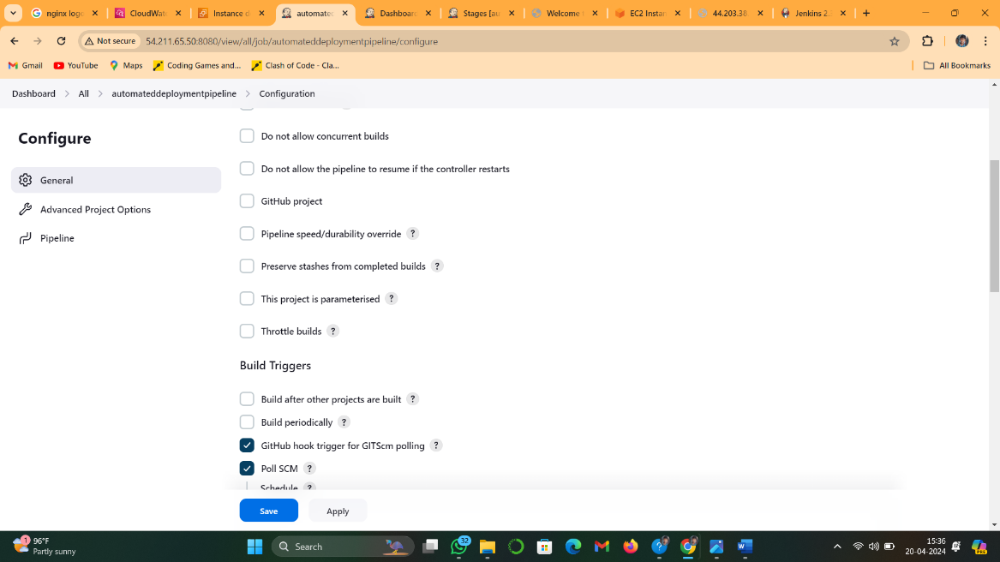 nginx logs
CloudWat
Instance d
automated
Dashboard
Stages [au
Welcome
EC2 Instan
44.203.38
Jenkins 2.
Not secure
54.211.65.50:8080/view/all/job/automateddeploymentpipeline/configure
Gmail
YouTube
Maps
Coding Games and...
Clash of Code - Cla...
All Bookmarks
Dashboard
All
automateddeploymentpipeline
Configuration
Configure
General
Advanced Project Options
Pipeline
Do not allow concurrent builds
Do not allow the pipeline to resume if the controller restarts
GitHub project
Pipeline speed/durability override ?
Preserve stashes from completed builds ?
This project is parameterised ?
Throttle builds ?
Build Triggers
Build after other projects are built ?
Build periodically ?
GitHub hook trigger for GITScm polling ?
Poll SCM ?
Schedule ?
Save
Apply
1
96°F
Partly sunny
Search
32
15:36
20-04-2024